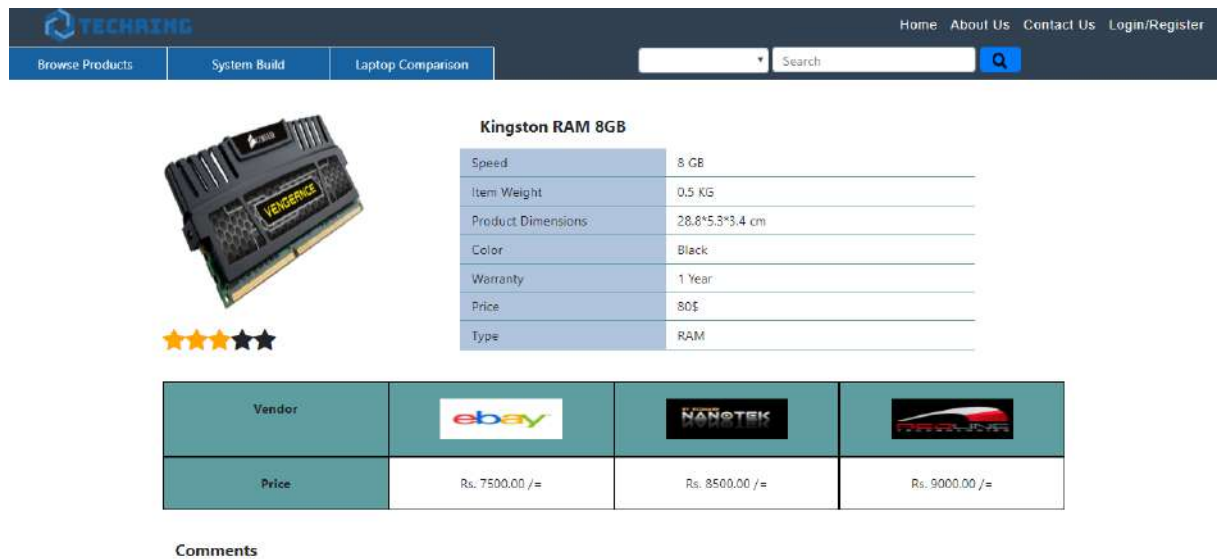 TECHRING
Home About Us Contact Us Login/Register
Browse Products System Build Laptop Comparison Search
Kingston RAM 8GB
CORSAIR
VENGEANCE
Speed 8 GB
Item Weight 0.5 KG
Product Dimensions 28.8*5.3*3.4 cm
Color Black
Warranty 1 Year
Price 80$
Type RAM
Vendor ebay NANOTEK REDLINE
Price Rs. 7500.00 /= Rs. 8500.00 /= Rs. 9000.00 /=
Comments